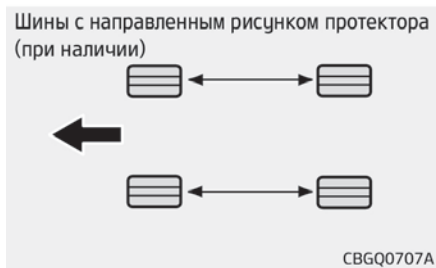 Шины с направленным рисунком протектора
(при наличии)
CBGQ0707A